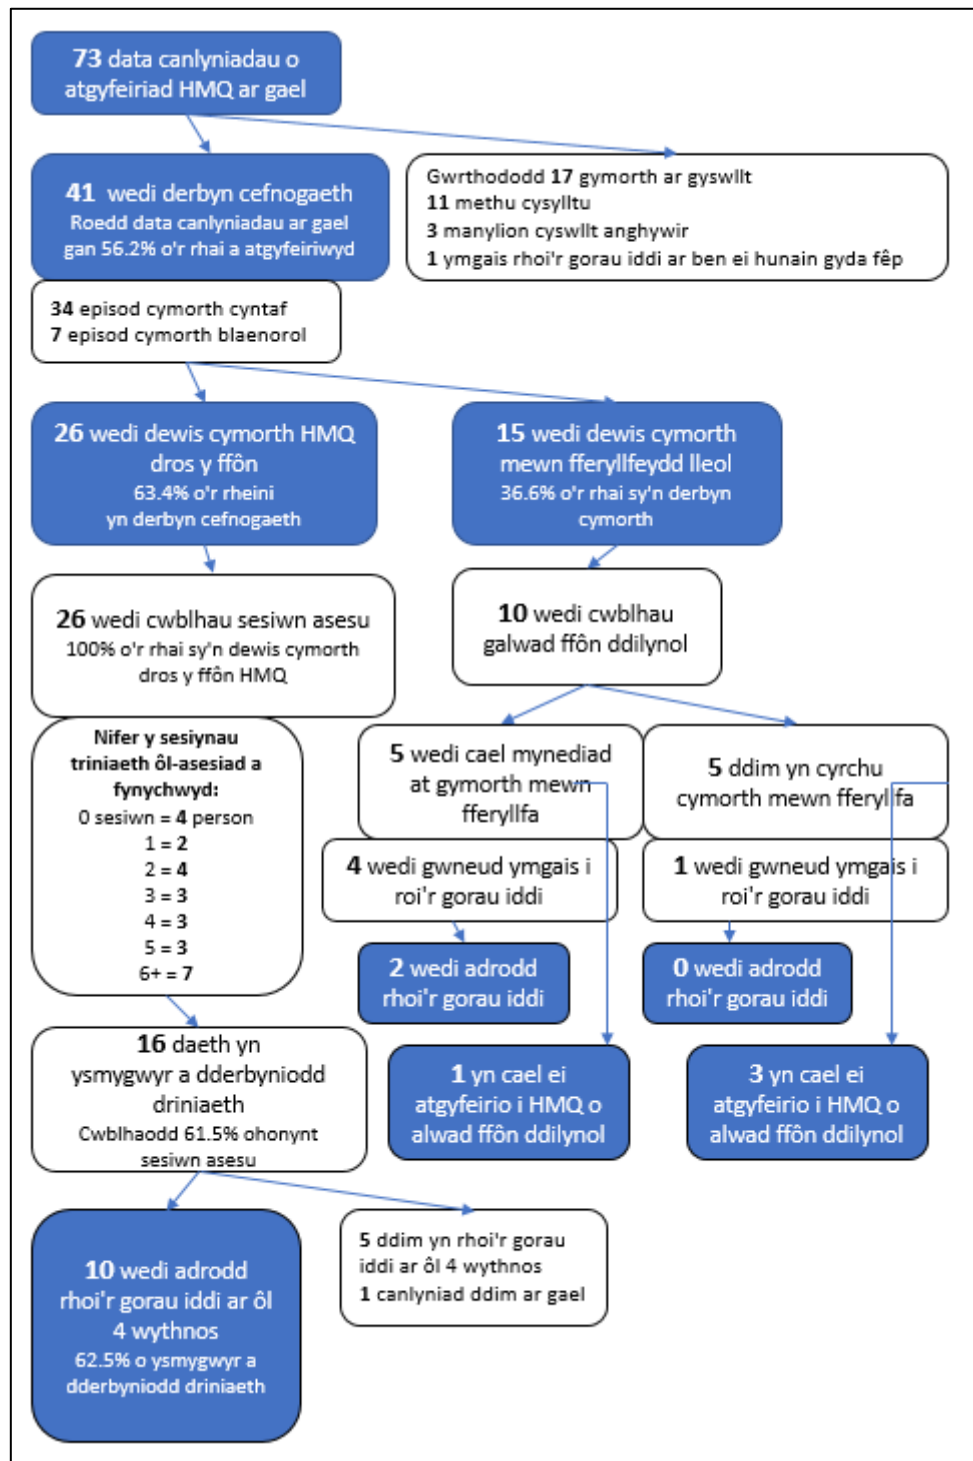 73 data canlyniadau o
atgyfeiriad HMQ ar gael
41 wedi derbyn cefnogaeth
Roedd data canlyniadau ar gael
gan 56.2% o'r rhai a atgyfeiriwyd
Gwrthododd 17 gymorth ar gyswllt
11 methu cysylltu
3 manylion cyswllt anghywir
1 ymgais rhoi'r gorau iddi ar ben ei hunain gyda fêp
34 episod cymorth cyntaf
7 episod cymorth blaenorol
26 wedi dewis cymorth HMQ
dros y ffôn
63.4% o'r rheini
yn derbyn cefnogaeth
15 wedi dewis cymorth
mewn fferyllfeydd lleol
36.6% o'r rhai sy'n derbyn
cymorth
26 wedi cwblhau sesiwn asesu
100% o'r rhai sy'n dewis cymorth
dros y ffôn HMQ
10 wedi cwblhau
galwad ffôn ddilynol
Nifer y sesiynau
triniaeth ôl-asesiad a
fynychwyd:
0 sesiwn = 4 person
1 = 2
2 = 4
3 = 3
4 = 3
5 = 3
6+ = 7
5 wedi cael mynediad
at gymorth mewn
fferyllfa
5 ddim yn cyrchu
cymorth mewn fferyllfa
4 wedi gwneud ymgais i
roi'r gorau iddi
1 wedi gwneud ymgais i
roi'r gorau iddi
2 wedi adrodd
rhoi'r gorau iddi
0 wedi adrodd
rhoi'r gorau iddi
16 daeth yn
ysmygwyr a dderbyniodd
driniaeth
Cwblhaodd 61.5% ohonynt
sesiwn asesu
1 yn cael ei
atgyfeirio i HMQ o
alwad ffôn ddilynol
3 yn cael ei
atgyfeirio i HMQ o
alwad ffôn ddilynol
10 wedi adrodd
rhoi'r gorau iddi ar ôl
4 wythnos
62.5% o ysmygwyr a
dderbyniodd driniaeth
5 ddim yn rhoi'r gorau
iddi ar ôl 4 wythnos
1 canlyniad ddim ar gael